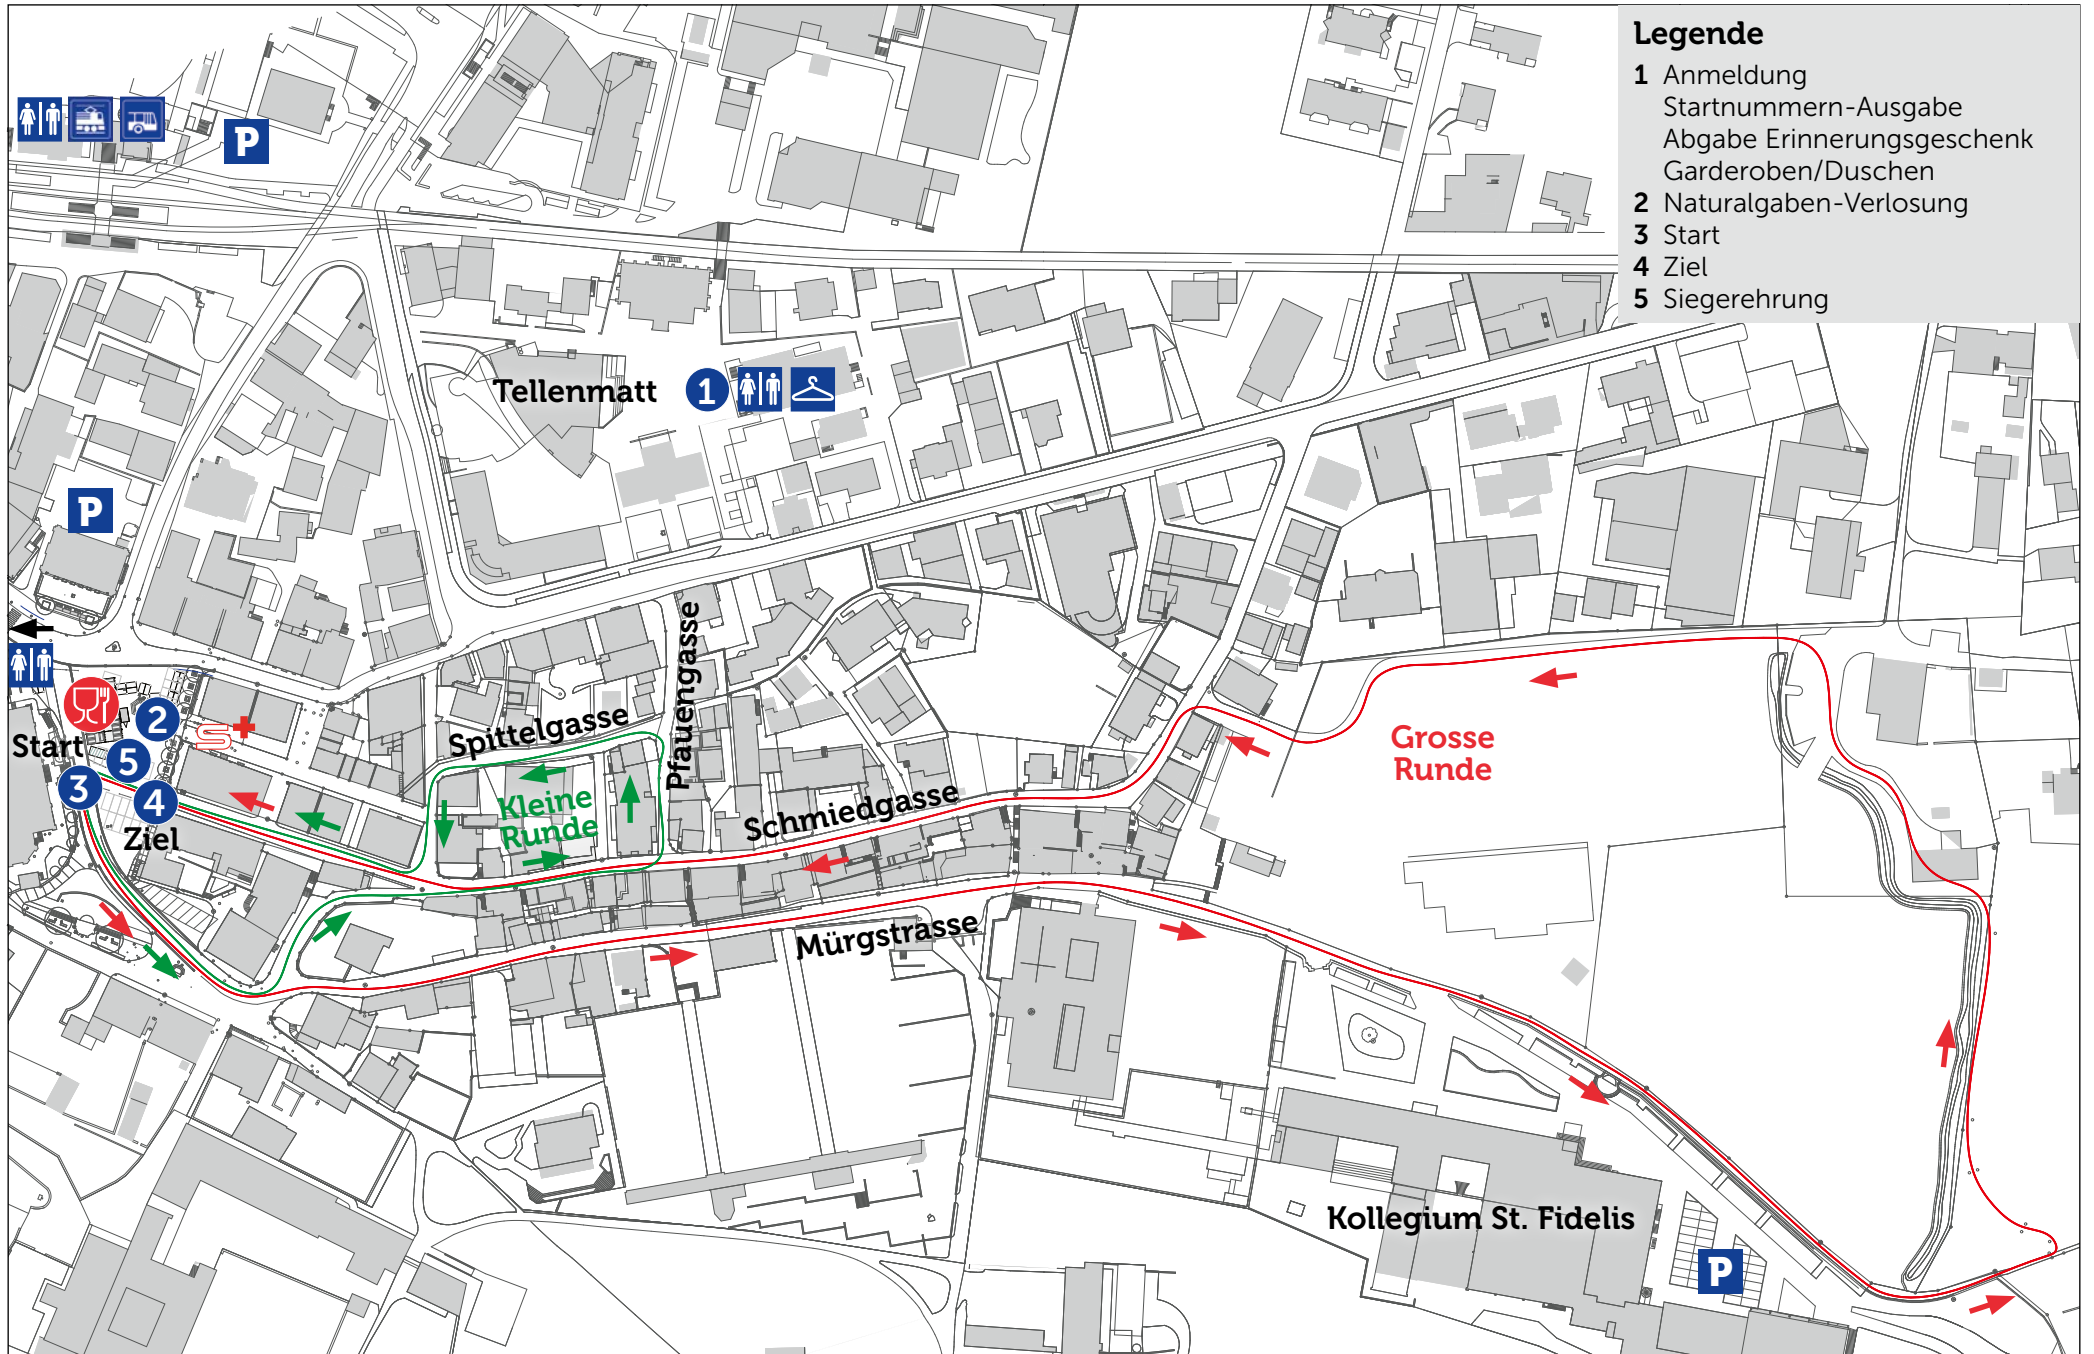 Legende
1 Anmeldung
Startnummern-Ausgabe
Abgabe Erinnerungsgeschenk
Garderoben/Duschen
2 Naturalgaben-Verlosung
3 Start
4 Ziel
5 Siegerehrung
P
Tellenmatt
1
P
Pfauengasse
Spittelgasse
2
S
Start
5
3
4
Ziel
Kleine
Runde
Schmiedgasse
Grosse
Runde
Mürgstrasse
Kollegium St. Fidelis
P